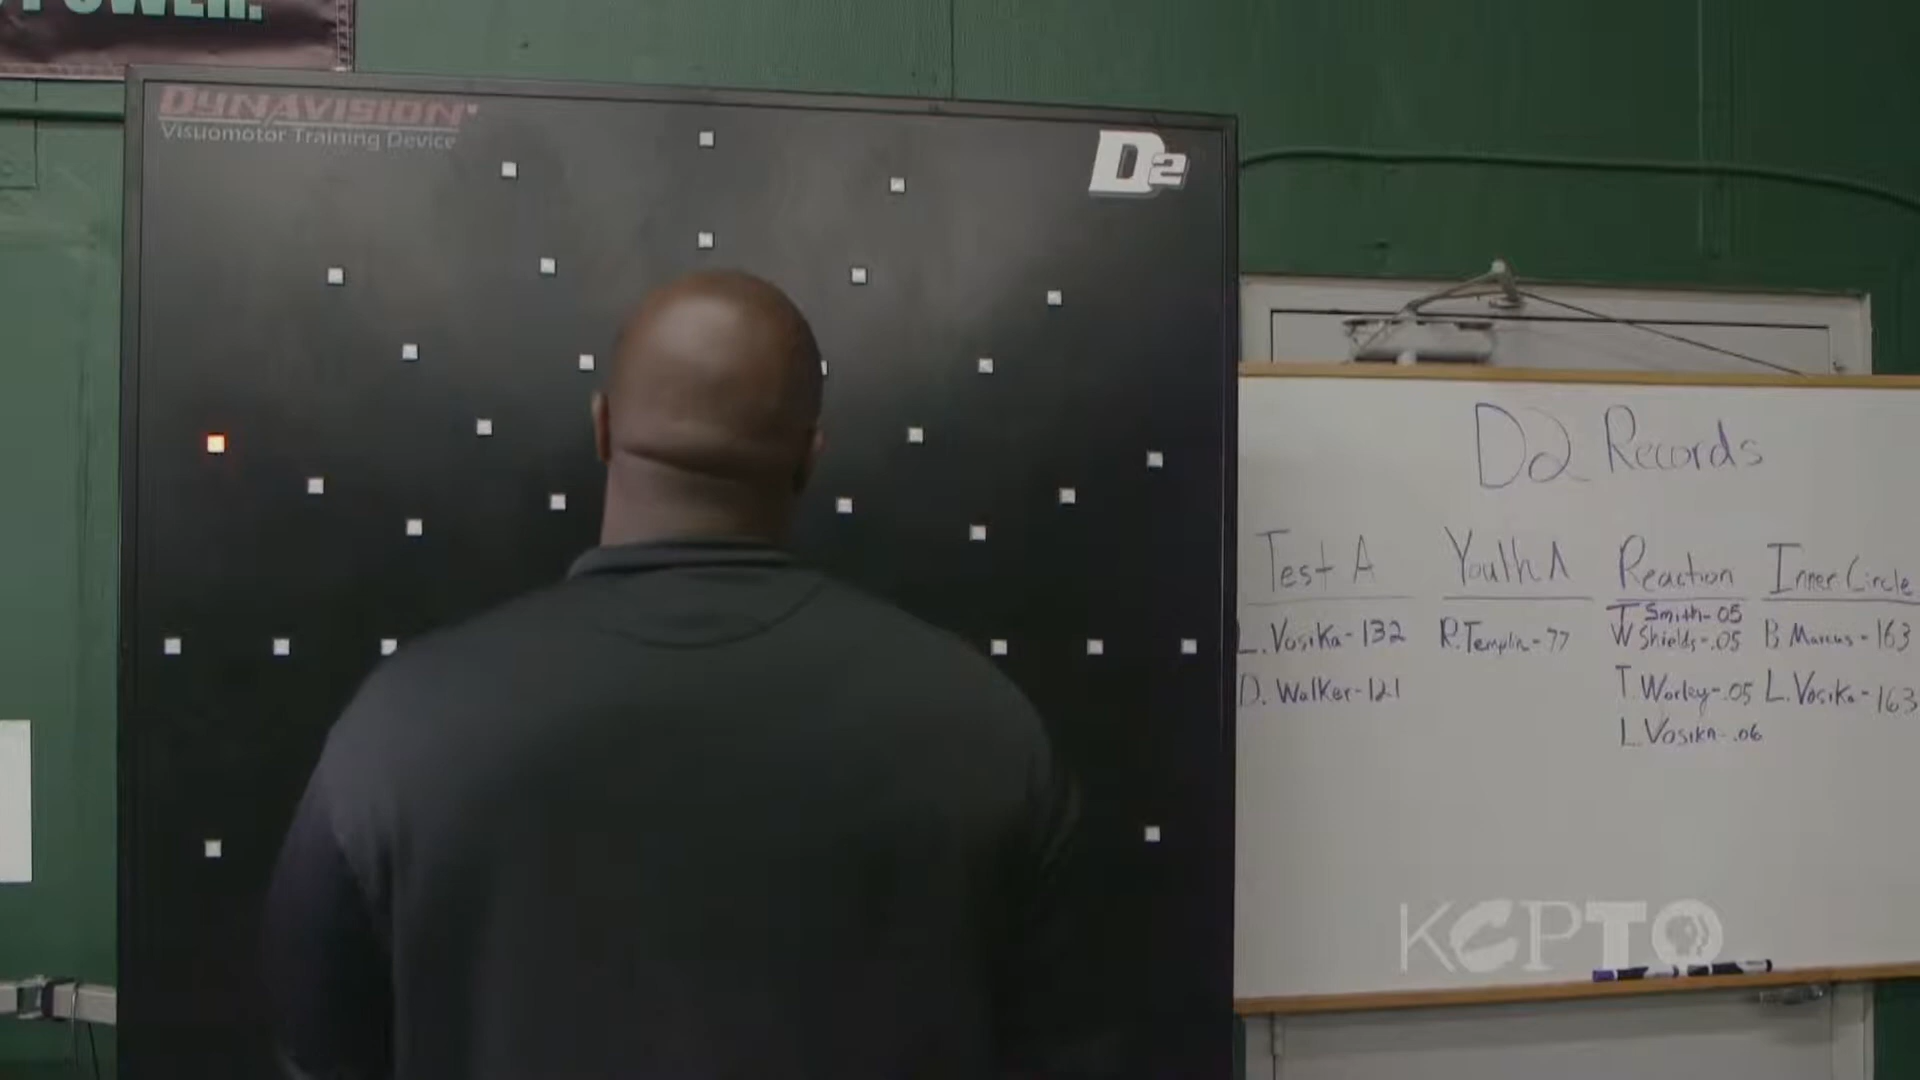 POWER.
DYNAVISION
Visuomotor Training Device
D2
D2 Records
Test A
L. Vosika - 132
D. Walker - 121
Youth A
R. Templin - 77
Reaction
T Smith - 05
W Shields - .05
T. Worley - .05
L. Vosika - .06
Inner Circle
B. Marcus - 163
L. Vosika - 163
KCPT